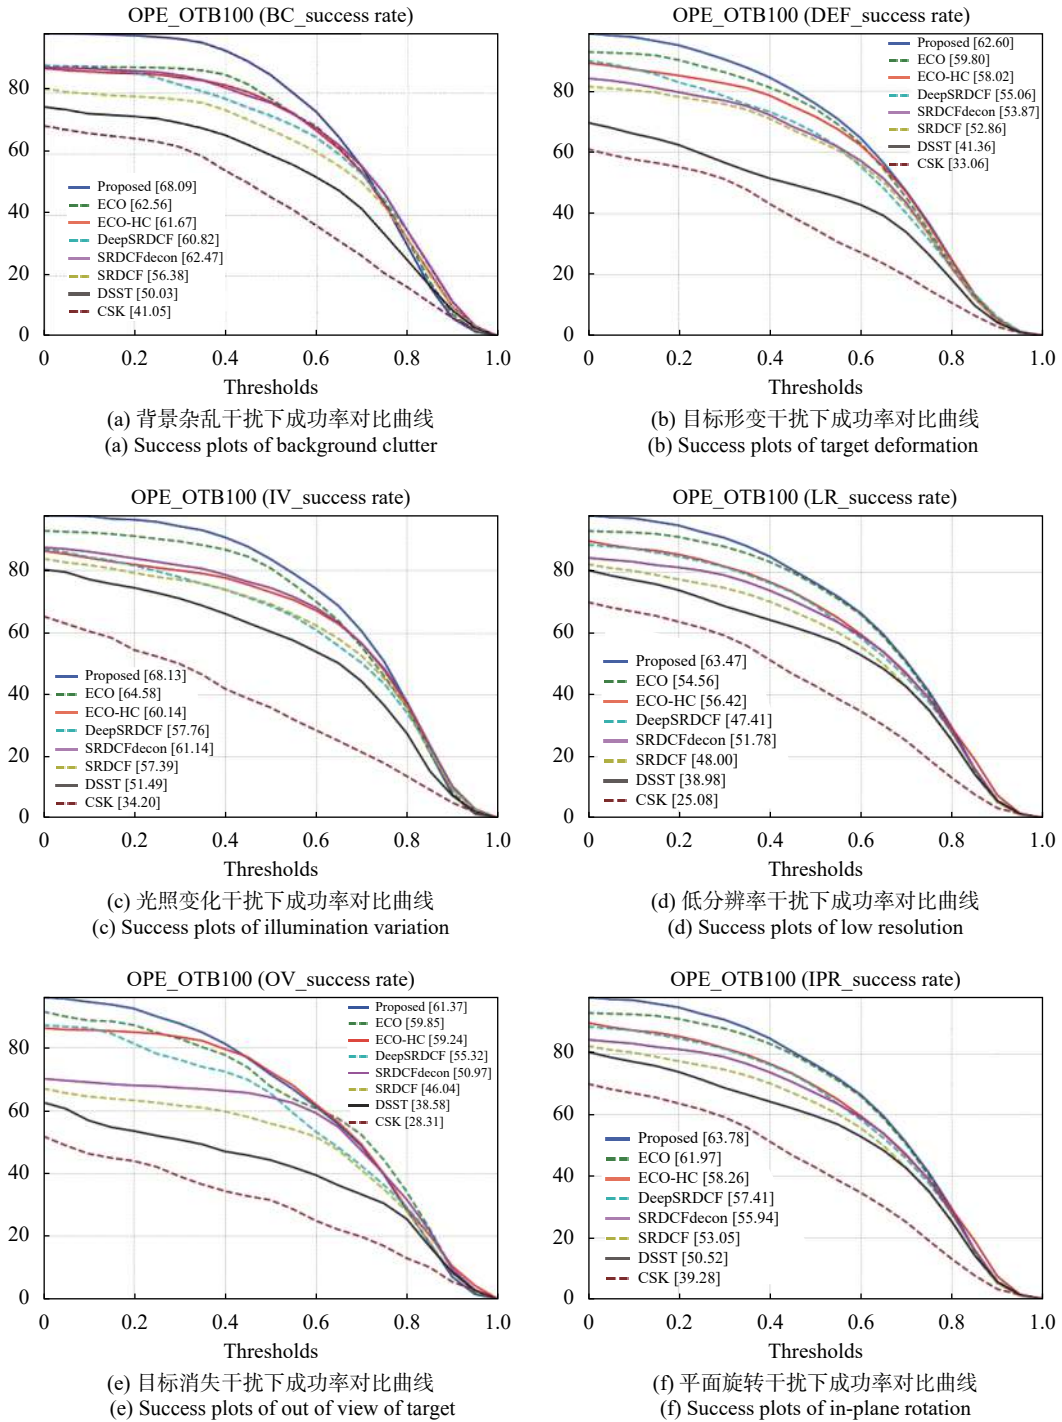 OPE_OTB100 (BC_success rate)
80
60
40
20
0
Proposed [68.09]
ECO [62.56]
ECO-HC [61.67]
DeepSRDCF [60.82]
SRDCFdecon [62.47]
SRDCF [56.38]
DSST [50.03]
CSK [41.05]
0 0.2 0.4 0.6 0.8 1.0
Thresholds
(a) 背景杂乱干扰下成功率对比曲线
(a) Success plots of background clutter
OPE_OTB100 (DEF_success rate)
80
60
40
20
0
Proposed [62.60]
ECO [59.80]
ECO-HC [58.02]
DeepSRDCF [55.06]
SRDCFdecon [53.87]
SRDCF [52.86]
DSST [41.36]
CSK [33.06]
0 0.2 0.4 0.6 0.8 1.0
Thresholds
(b) 目标形变干扰下成功率对比曲线
(b) Success plots of target deformation
OPE_OTB100 (IV_success rate)
80
60
40
20
0
Proposed [68.13]
ECO [64.58]
ECO-HC [60.14]
DeepSRDCF [57.76]
SRDCFdecon [61.14]
SRDCF [57.39]
DSST [51.49]
CSK [34.20]
0 0.2 0.4 0.6 0.8 1.0
Thresholds
(c) 光照变化干扰下成功率对比曲线
(c) Success plots of illumination variation
OPE_OTB100 (LR_success rate)
80
60
40
20
0
Proposed [63.47]
ECO [54.56]
ECO-HC [56.42]
DeepSRDCF [47.41]
SRDCFdecon [51.78]
SRDCF [48.00]
DSST [38.98]
CSK [25.08]
0 0.2 0.4 0.6 0.8 1.0
Thresholds
(d) 低分辨率干扰下成功率对比曲线
(d) Success plots of low resolution
OPE_OTB100 (OV_success rate)
80
60
40
20
0
Proposed [61.37]
ECO [59.85]
ECO-HC [59.24]
DeepSRDCF [55.32]
SRDCFdecon [50.97]
SRDCF [46.04]
DSST [38.58]
CSK [28.31]
0 0.2 0.4 0.6 0.8 1.0
Thresholds
(e) 目标消失干扰下成功率对比曲线
(e) Success plots of out of view of target
OPE_OTB100 (IPR_success rate)
80
60
40
20
0
Proposed [63.78]
ECO [61.97]
ECO-HC [58.26]
DeepSRDCF [57.41]
SRDCFdecon [55.94]
SRDCF [53.05]
DSST [50.52]
CSK [39.28]
0 0.2 0.4 0.6 0.8 1.0
Thresholds
(f) 平面旋转干扰下成功率对比曲线
(f) Success plots of in-plane rotation